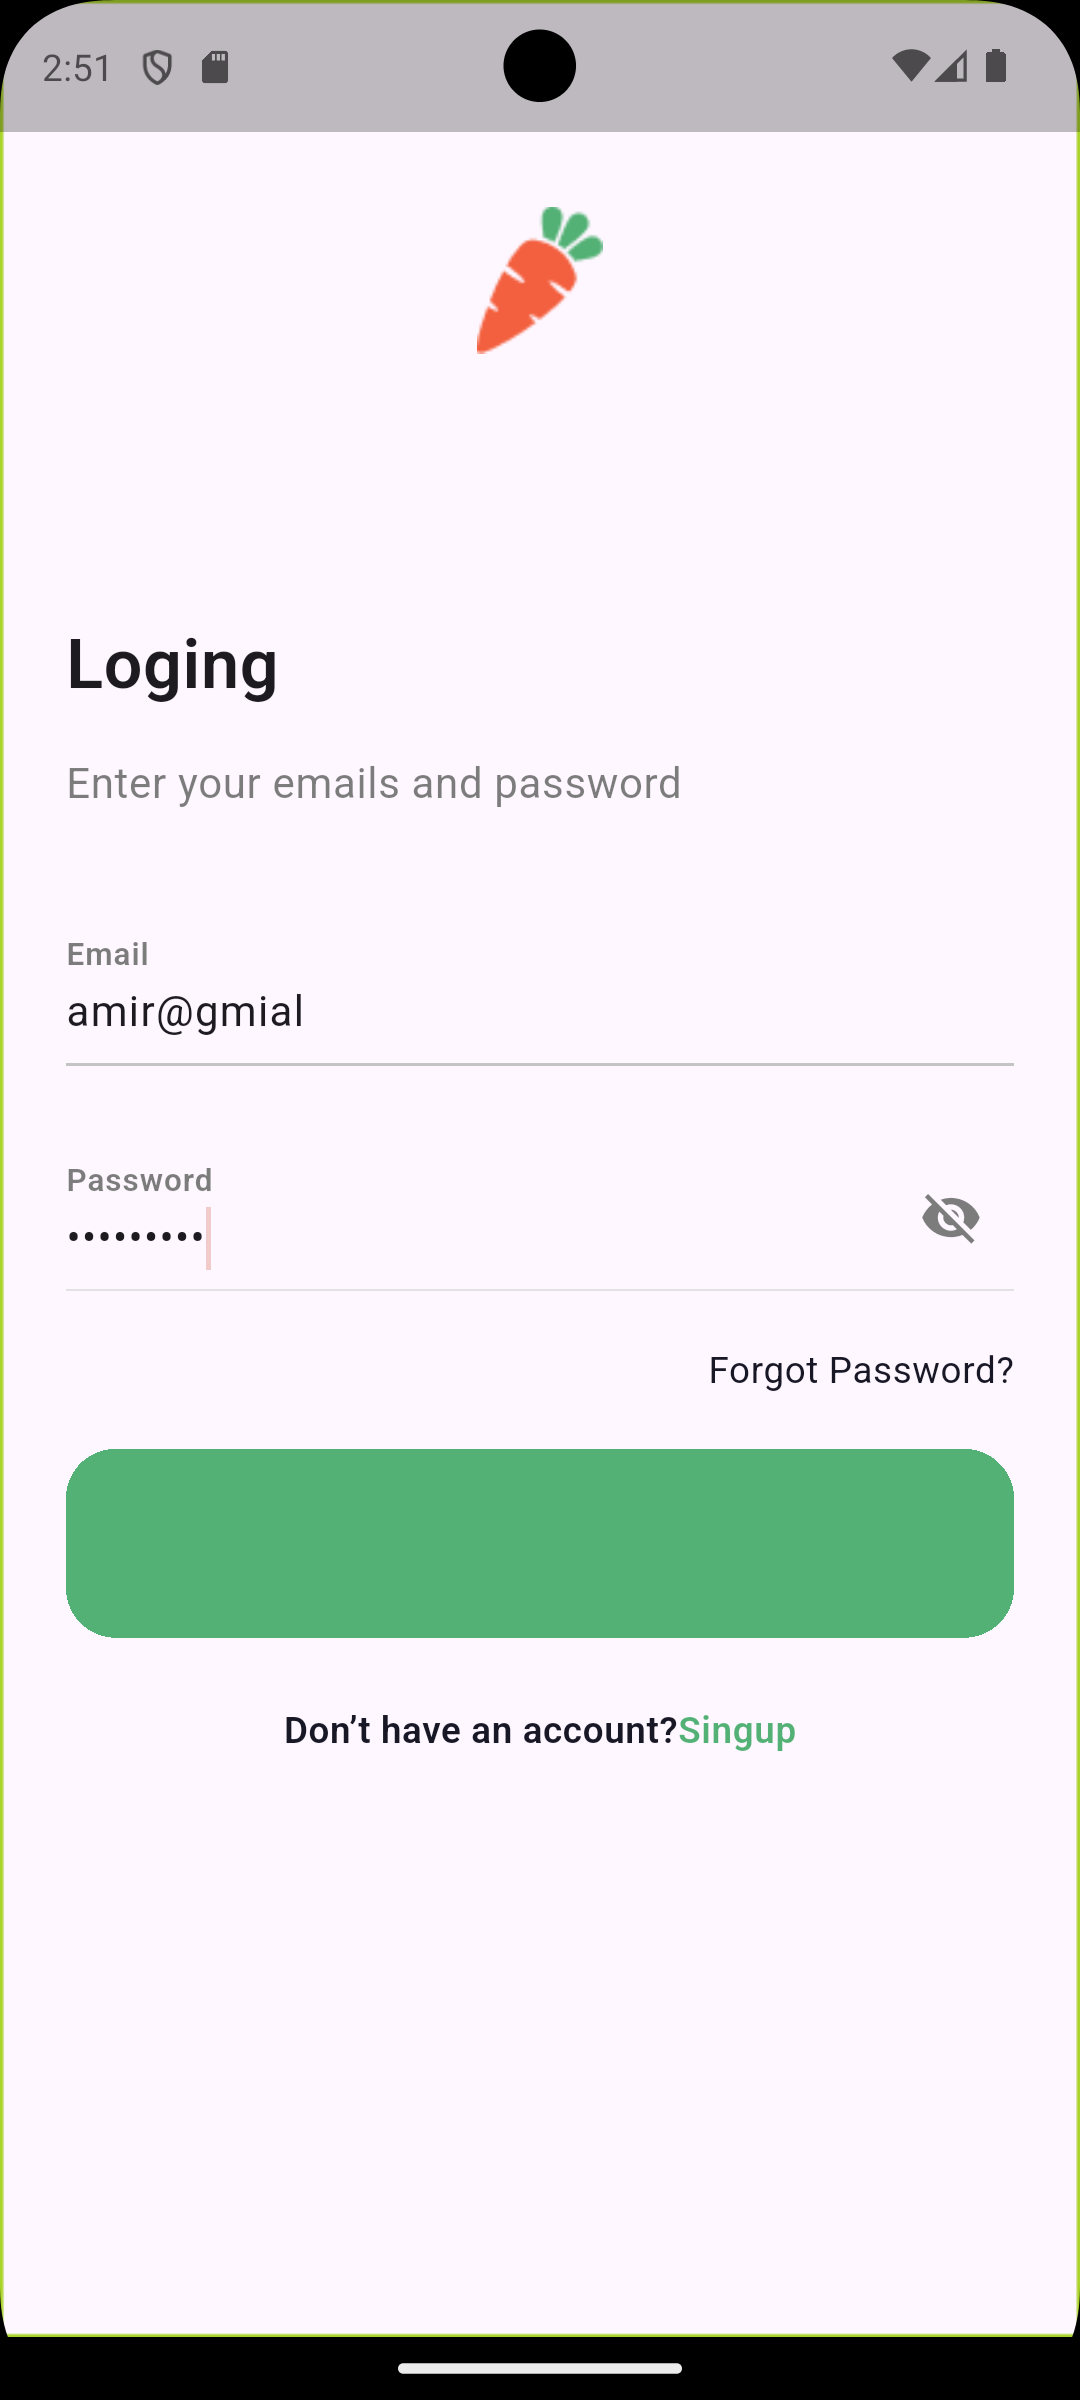 2:51
Loging
Enter your emails and password
Email
amir@gmial
Password
•••••••••
Forgot Password?
Don’t have an account?Singup